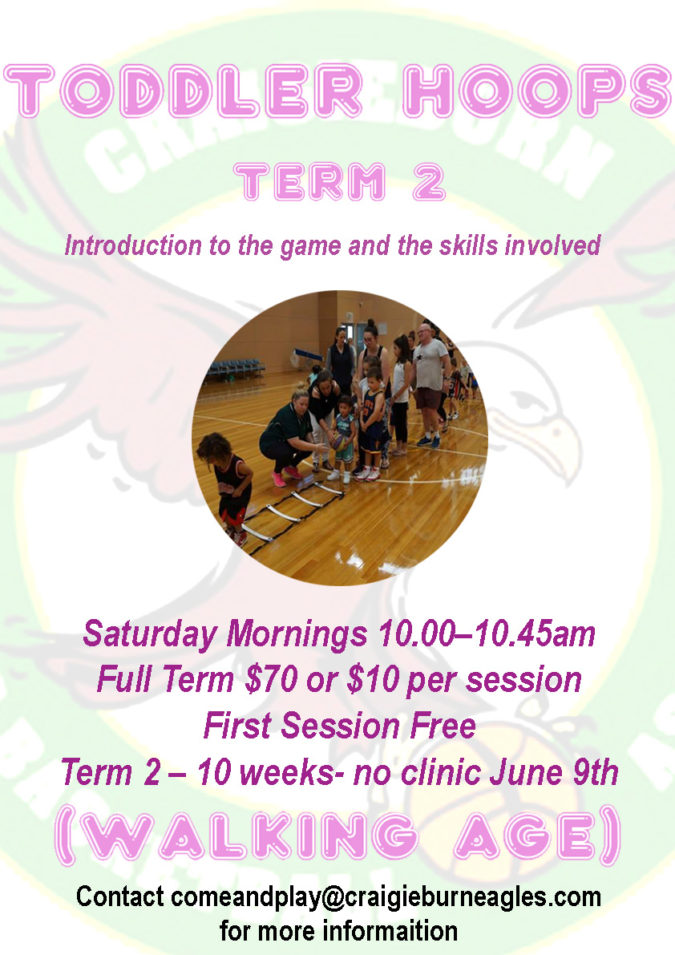 CRAIGIEBURN
TODDLER HOOPS
TERM 2
Introduction to the game and the skills involved
Saturday Mornings 10.00–10.45am
Full Term $70 or $10 per session
First Session Free
Term 2 – 10 weeks- no clinic June 9th
(WALKING AGE)
BASKETBALL
Contact comeandplay@craigieburneagles.com
for more informaition